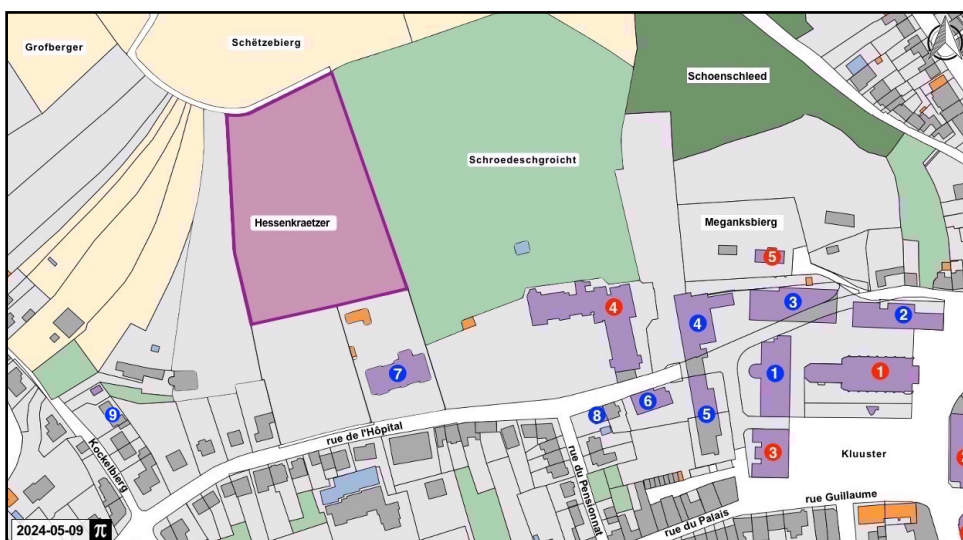 Grofberger
Schëtzebierg
Schoenschleed
Schroedeschgroicht
Hessenkraetzer
Meganksbierg
5
3
2
4
4
7
1
1
6
9
8
5
3
Kluuster
rue de l'Hôpital
Kockelbierg
rue du Pensionnat
rue Guillaume
rue du Palais
2024-05-09 π